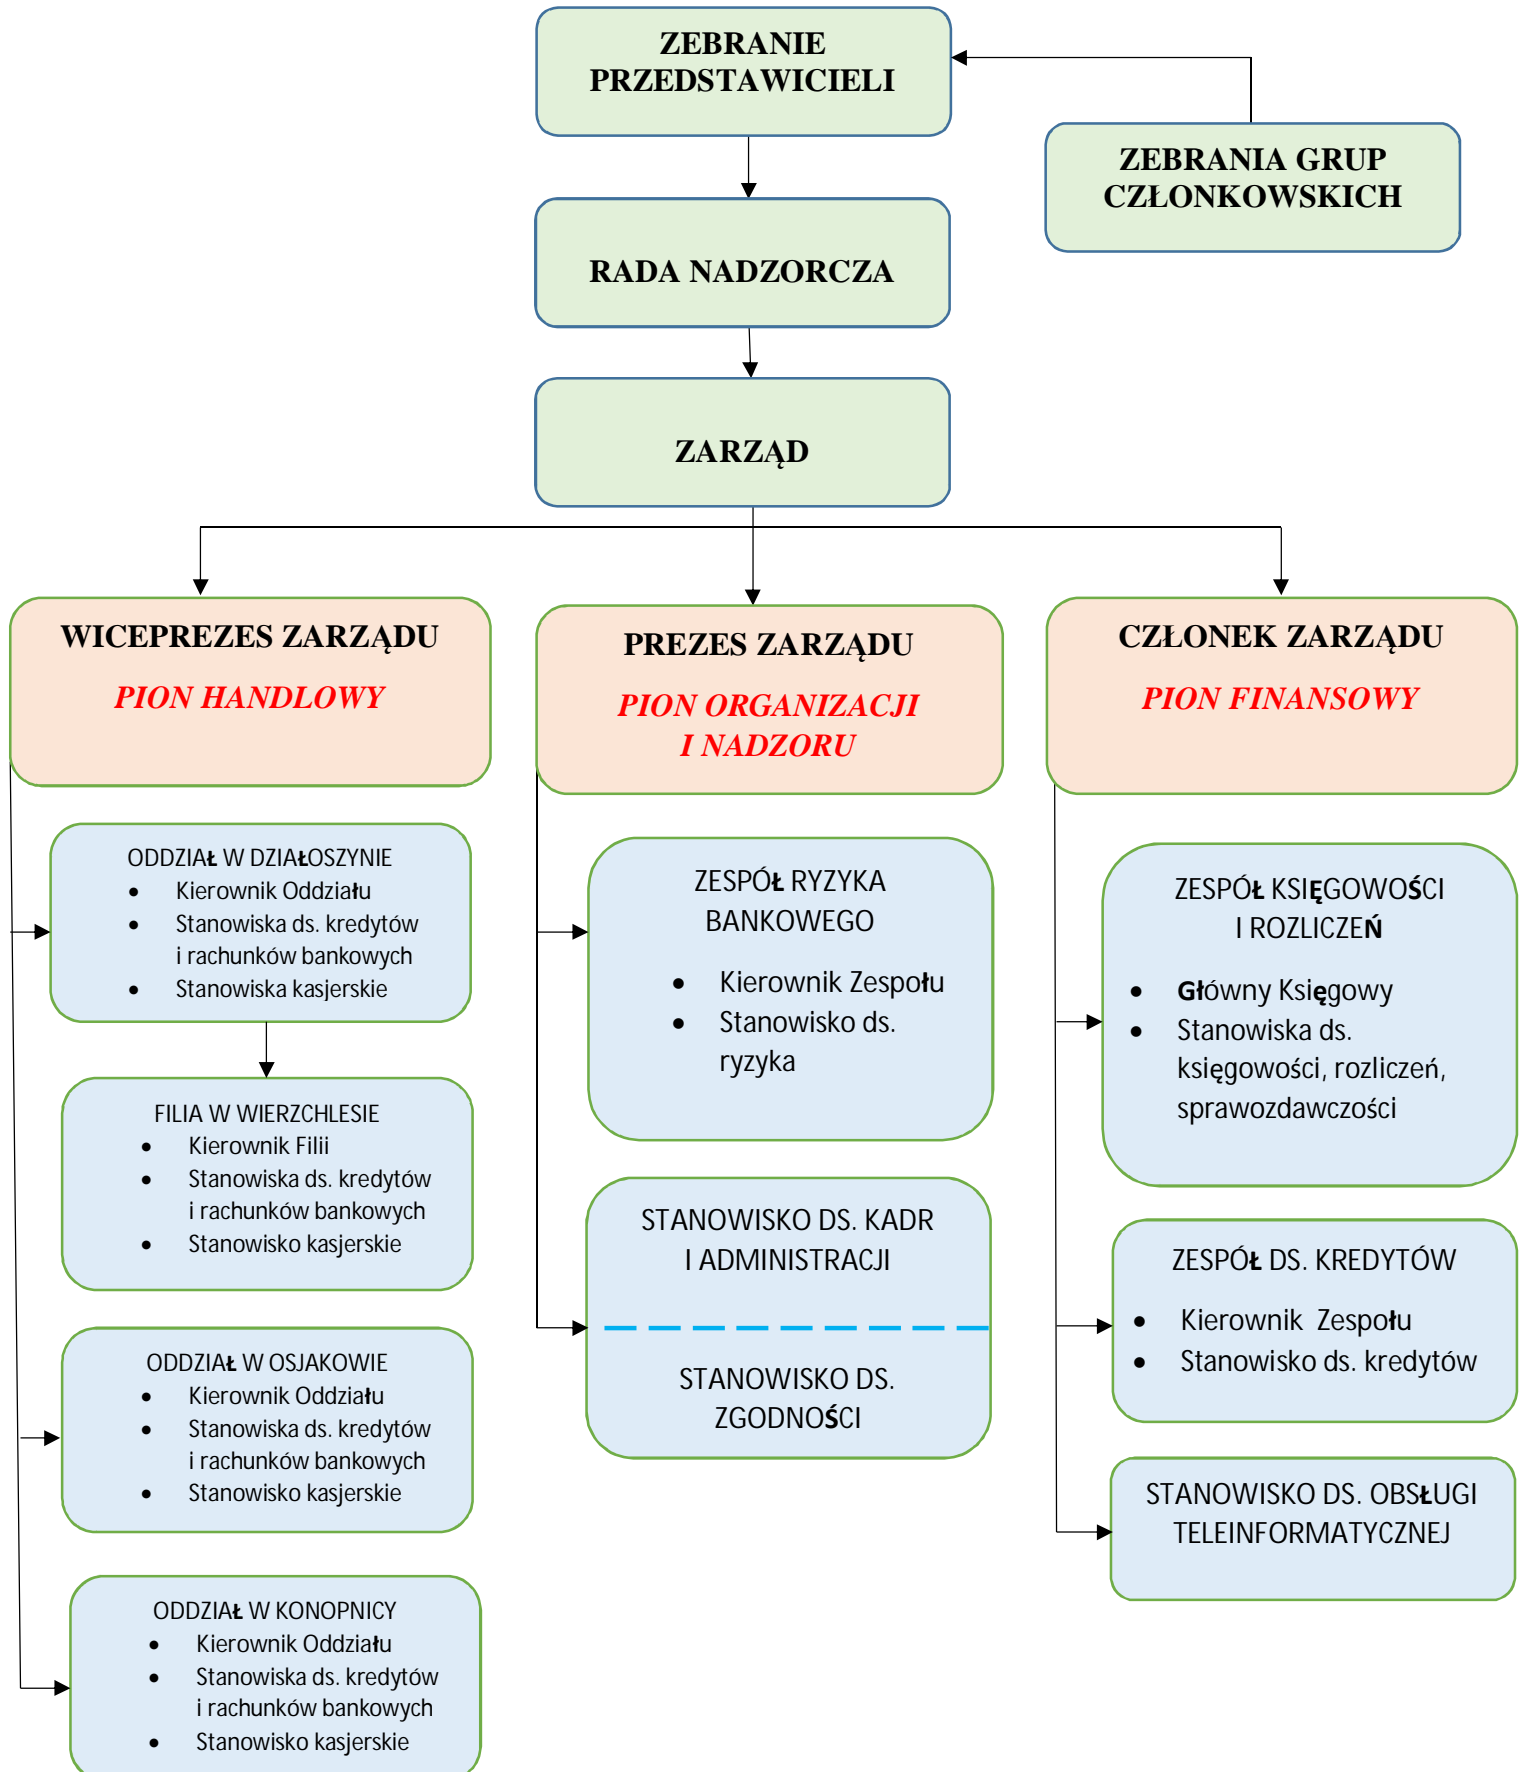 ZEBRANIE
PRZEDSTAWICIELI
ZEBRANIA GRUP
CZŁONKOWSKICH
RADA NADZORCZA
ZARZĄD
WICEPREZES ZARZĄDU
PION HANDLOWY
ODDZIAŁ W DZIAŁOSZYNIE
• Kierownik Oddziału
• Stanowiska ds. kredytów
i rachunków bankowych
• Stanowiska kasjerskie
FILIA W WIERZCHLESIE
• Kierownik Filii
• Stanowiska ds. kredytów
i rachunków bankowych
• Stanowisko kasjerskie
ODDZIAŁ W OSJAKOWIE
• Kierownik Oddziału
• Stanowiska ds. kredytów
i rachunków bankowych
• Stanowisko kasjerskie
ODDZIAŁ W KONOPNICY
• Kierownik Oddziału
• Stanowiska ds. kredytów
i rachunków bankowych
• Stanowisko kasjerskie
PREZES ZARZĄDU
PION ORGANIZACJI
I NADZORU
ZESPÓŁ RYZYKA
BANKOWEGO
• Kierownik Zespołu
• Stanowisko ds.
ryzyka
STANOWISKO DS. KADR
I ADMINISTRACJI
STANOWISKO DS.
ZGODNOŚCI
CZŁONEK ZARZĄDU
PION FINANSOWY
ZESPÓŁ KSIĘGOWOŚCI
I ROZLICZEŃ
• Główny Księgowy
• Stanowiska ds.
księgowości, rozliczeń,
sprawozdawczości
ZESPÓŁ DS. KREDYTÓW
• Kierownik Zespołu
• Stanowisko ds. kredytów
STANOWISKO DS. OBSŁUGI
TELEINFORMATYCZNEJ